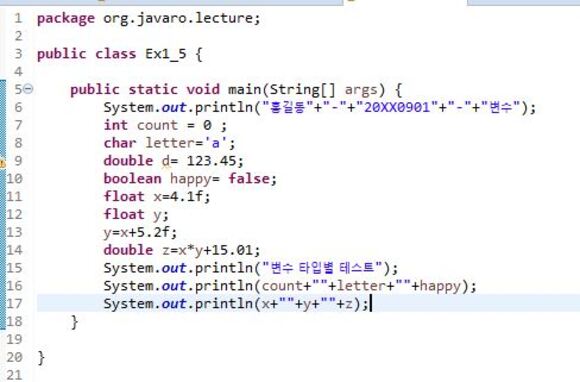 1 package org.javaro.lecture;
2
3 public class Ex1_5 {
4
5 public static void main(String[] args) {
6 System.out.println("홍길동"+"-"+"20XX0901"+"-"+"변수");
7 int count = 0 ;
8 char letter='a';
9 double d= 123.45;
10 boolean happy= false;
11 float x=4.1f;
12 float y;
13 y=x+5.2f;
14 double z=x*y+15.01;
15 System.out.println("변수 타입별 테스트");
16 System.out.println(count+""+letter+""+happy);
17 System.out.println(x+""+y+""+z);
18 }
19
20 }
21